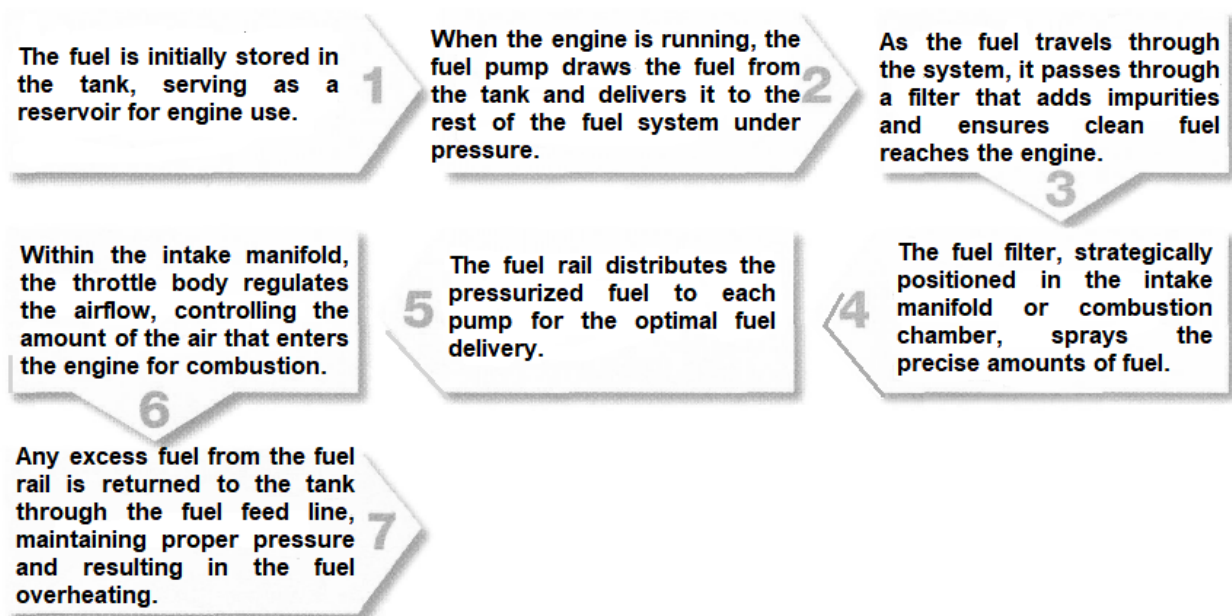 The fuel is initially stored in
the tank, serving as a
reservoir for engine use.
1
When the engine is running, the
fuel pump draws the fuel from
the tank and delivers it to the
rest of the fuel system under
pressure.
2
As the fuel travels through
the system, it passes through
a filter that adds impurities
and ensures clean fuel
reaches the engine.
3
The fuel filter, strategically
positioned in the intake
manifold or combustion
chamber, sprays the
precise amounts of fuel.
4
The fuel rail distributes the
pressurized fuel to each
pump for the optimal fuel
delivery.
5
Within the intake manifold,
the throttle body regulates
the airflow, controlling the
amount of the air that enters
the engine for combustion.
6
Any excess fuel from the fuel
rail is returned to the tank
through the fuel feed line,
maintaining proper pressure
and resulting in the fuel
overheating.
7